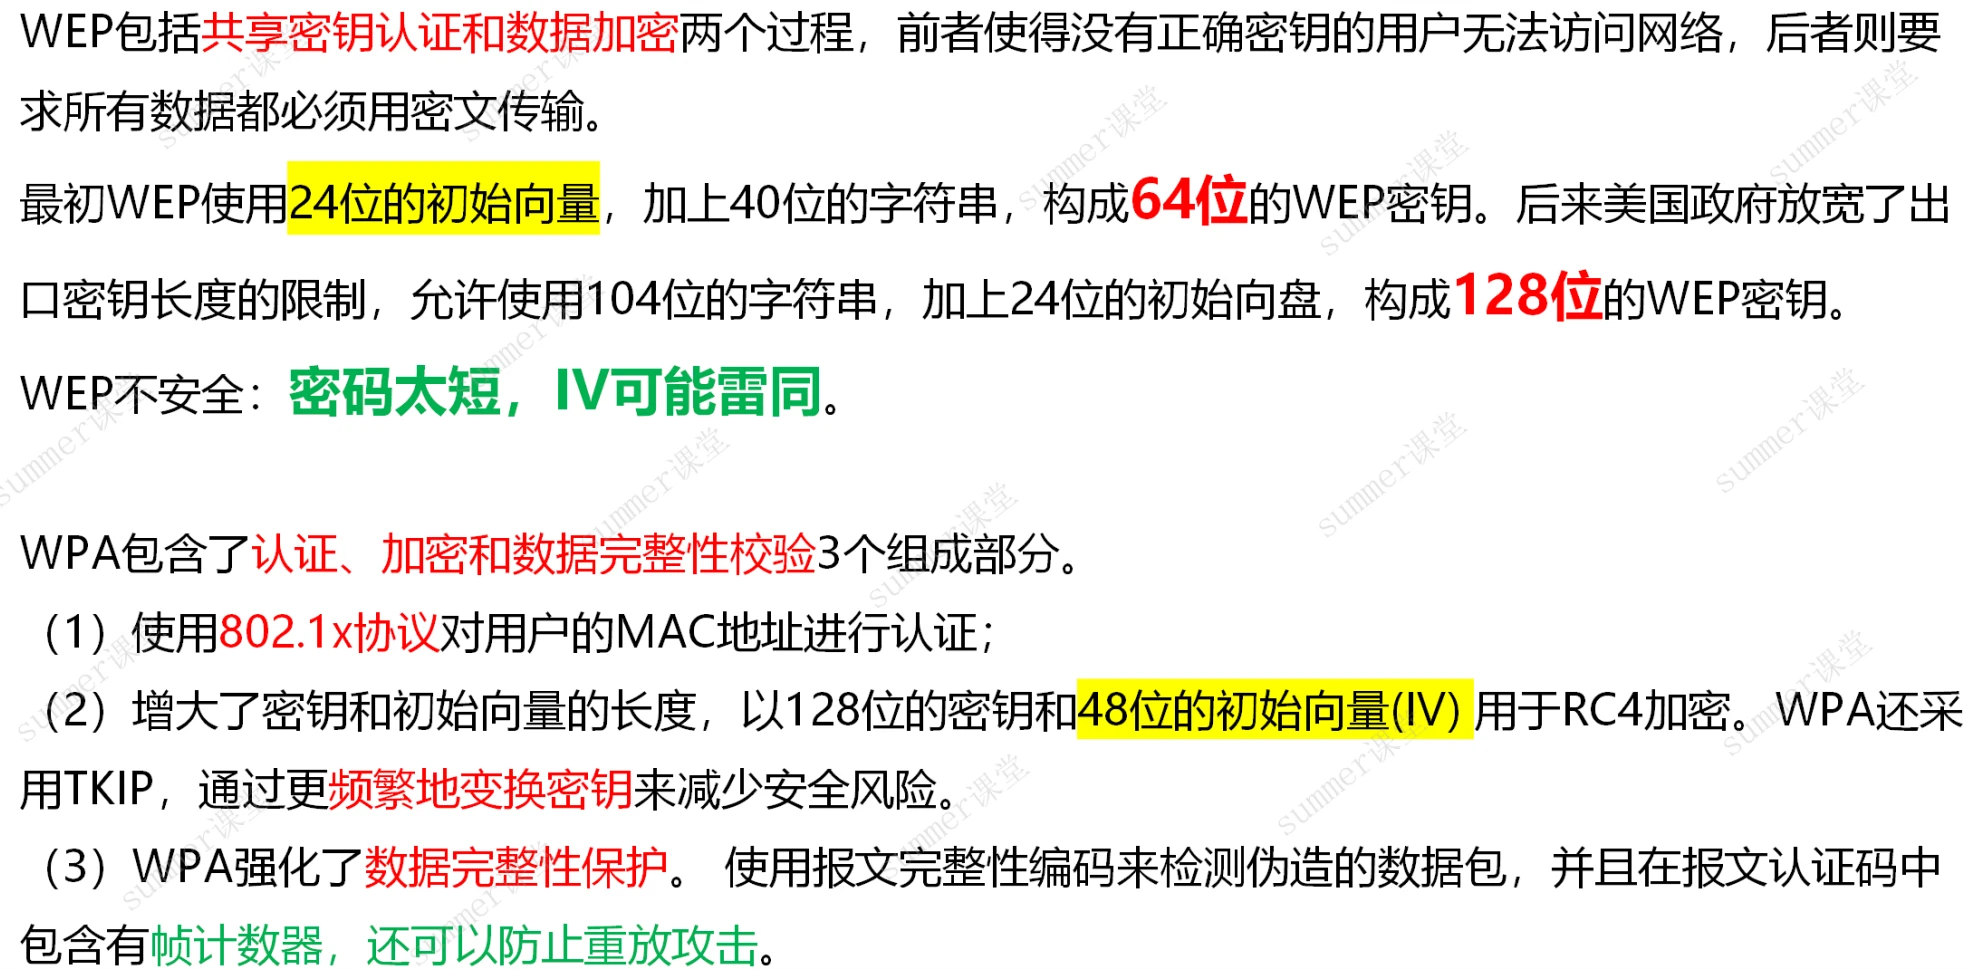 WEP包括共享密钥认证和数据加密两个过程，前者使得没有正确密钥的用户无法访问网络，后者则要
求所有数据都必须用密文传输。
最初WEP使用24位的初始向量，加上40位的字符串，构成64位的WEP密钥。后来美国政府放宽了出
口密钥长度的限制，允许使用104位的字符串，加上24位的初始向盘，构成128位的WEP密钥。
WEP不安全：密码太短，IV可能雷同。
WPA包含了认证、加密和数据完整性校验3个组成部分。
（1）使用802.1x协议对用户的MAC地址进行认证；
（2）增大了密钥和初始向量的长度，以128位的密钥和48位的初始向量(IV) 用于RC4加密。 WPA还采
用TKIP，通过更频繁地变换密钥来减少安全风险。
（3）WPA强化了数据完整性保护。 使用报文完整性编码来检测伪造的数据包，并且在报文认证码中
包含有帧计数器，还可以防止重放攻击。
summer课堂